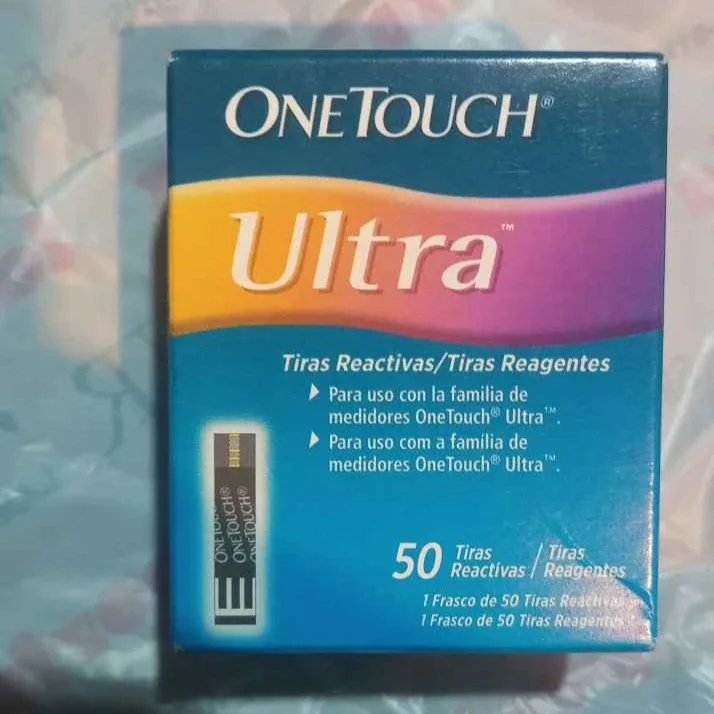 ONETOUCH®
Ultra™
Tiras Reactivas/Tiras Reagentes
Para uso con la familia de
medidores OneTouch® Ultra™.
Para uso com a família de
medidores OneTouch® Ultra™.
50 Tiras Reactivas / Tiras Reagentes
1 Frasco de 50 Tiras Reactivas
1 Frasco de 50 Tiras Reagentes
ONETOUCH®
ONETOUCH®